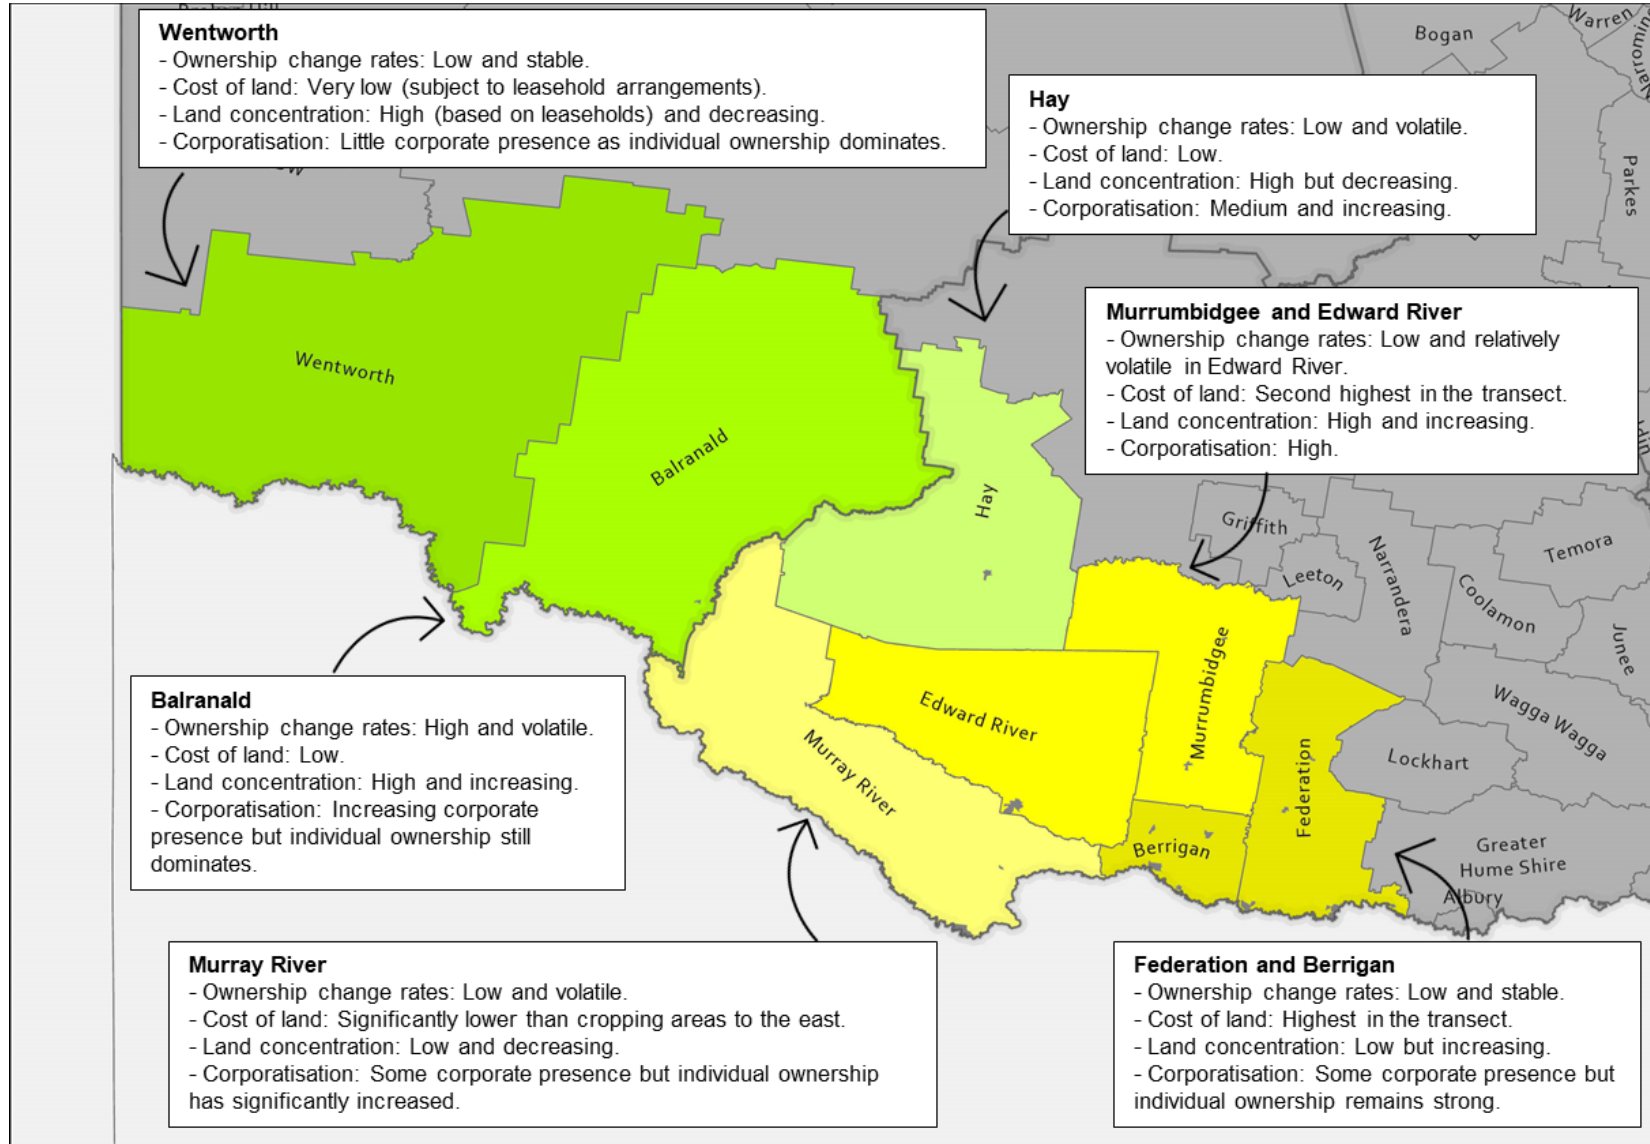 Wentworth
- Ownership change rates: Low and stable.
- Cost of land: Very low (subject to leasehold arrangements).
- Land concentration: High (based on leaseholds) and decreasing.
- Corporatisation: Little corporate presence as individual ownership dominates.
Bogan
Warren
Hay
- Ownership change rates: Low and volatile.
- Cost of land: Low.
- Land concentration: High but decreasing.
- Corporatisation: Medium and increasing.
Parkes
Murrumbidgee and Edward River
- Ownership change rates: Low and relatively
volatile in Edward River.
- Cost of land: Second highest in the transect.
- Land concentration: High and increasing.
- Corporatisation: High.
Wentworth
Balranald
Hay
Griffith
Leeton
Narrandera
Temora
Coolamon
Junee
Murrumbidgee
Edward River
Murray River
Wagga Wagga
Lockhart
Federation
Berrigan
Greater
Hume Shire
Albury
Balranald
- Ownership change rates: High and volatile.
- Cost of land: Low.
- Land concentration: High and increasing.
- Corporatisation: Increasing corporate
presence but individual ownership still
dominates.
Murray River
- Ownership change rates: Low and volatile.
- Cost of land: Significantly lower than cropping areas to the east.
- Land concentration: Low and decreasing.
- Corporatisation: Some corporate presence but individual ownership
has significantly increased.
Federation and Berrigan
- Ownership change rates: Low and stable.
- Cost of land: Highest in the transect.
- Land concentration: Low but increasing.
- Corporatisation: Some corporate presence but
individual ownership remains strong.